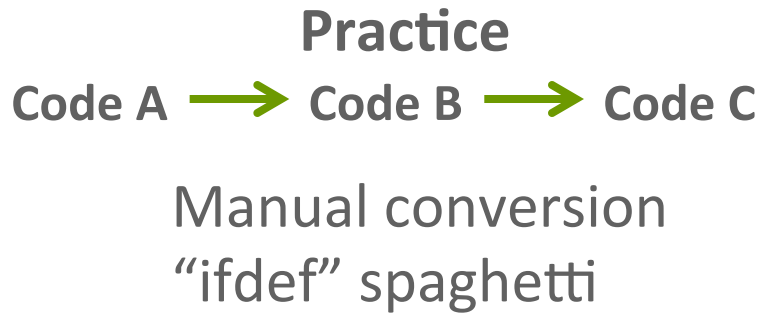 Practice
Code A Code B Code C
Manual conversion
“ifdef” spaghetti